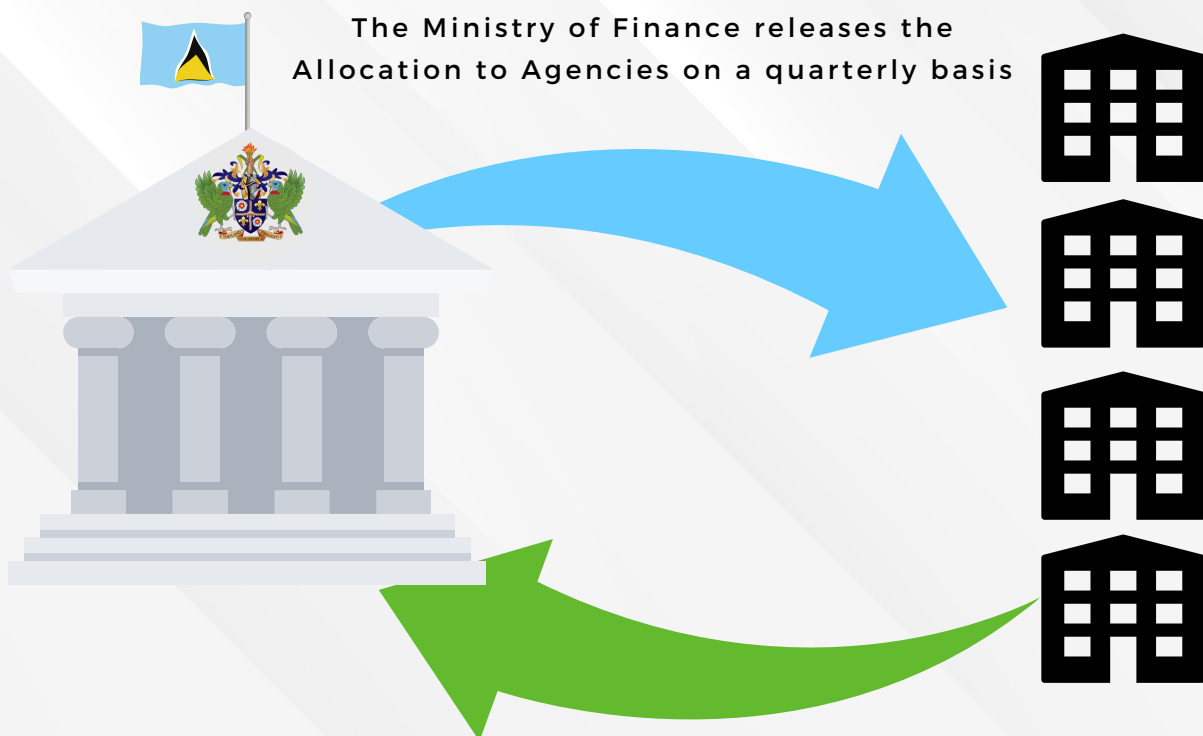 The Ministry of Finance releases the
Allocation to Agencies on a quarterly basis